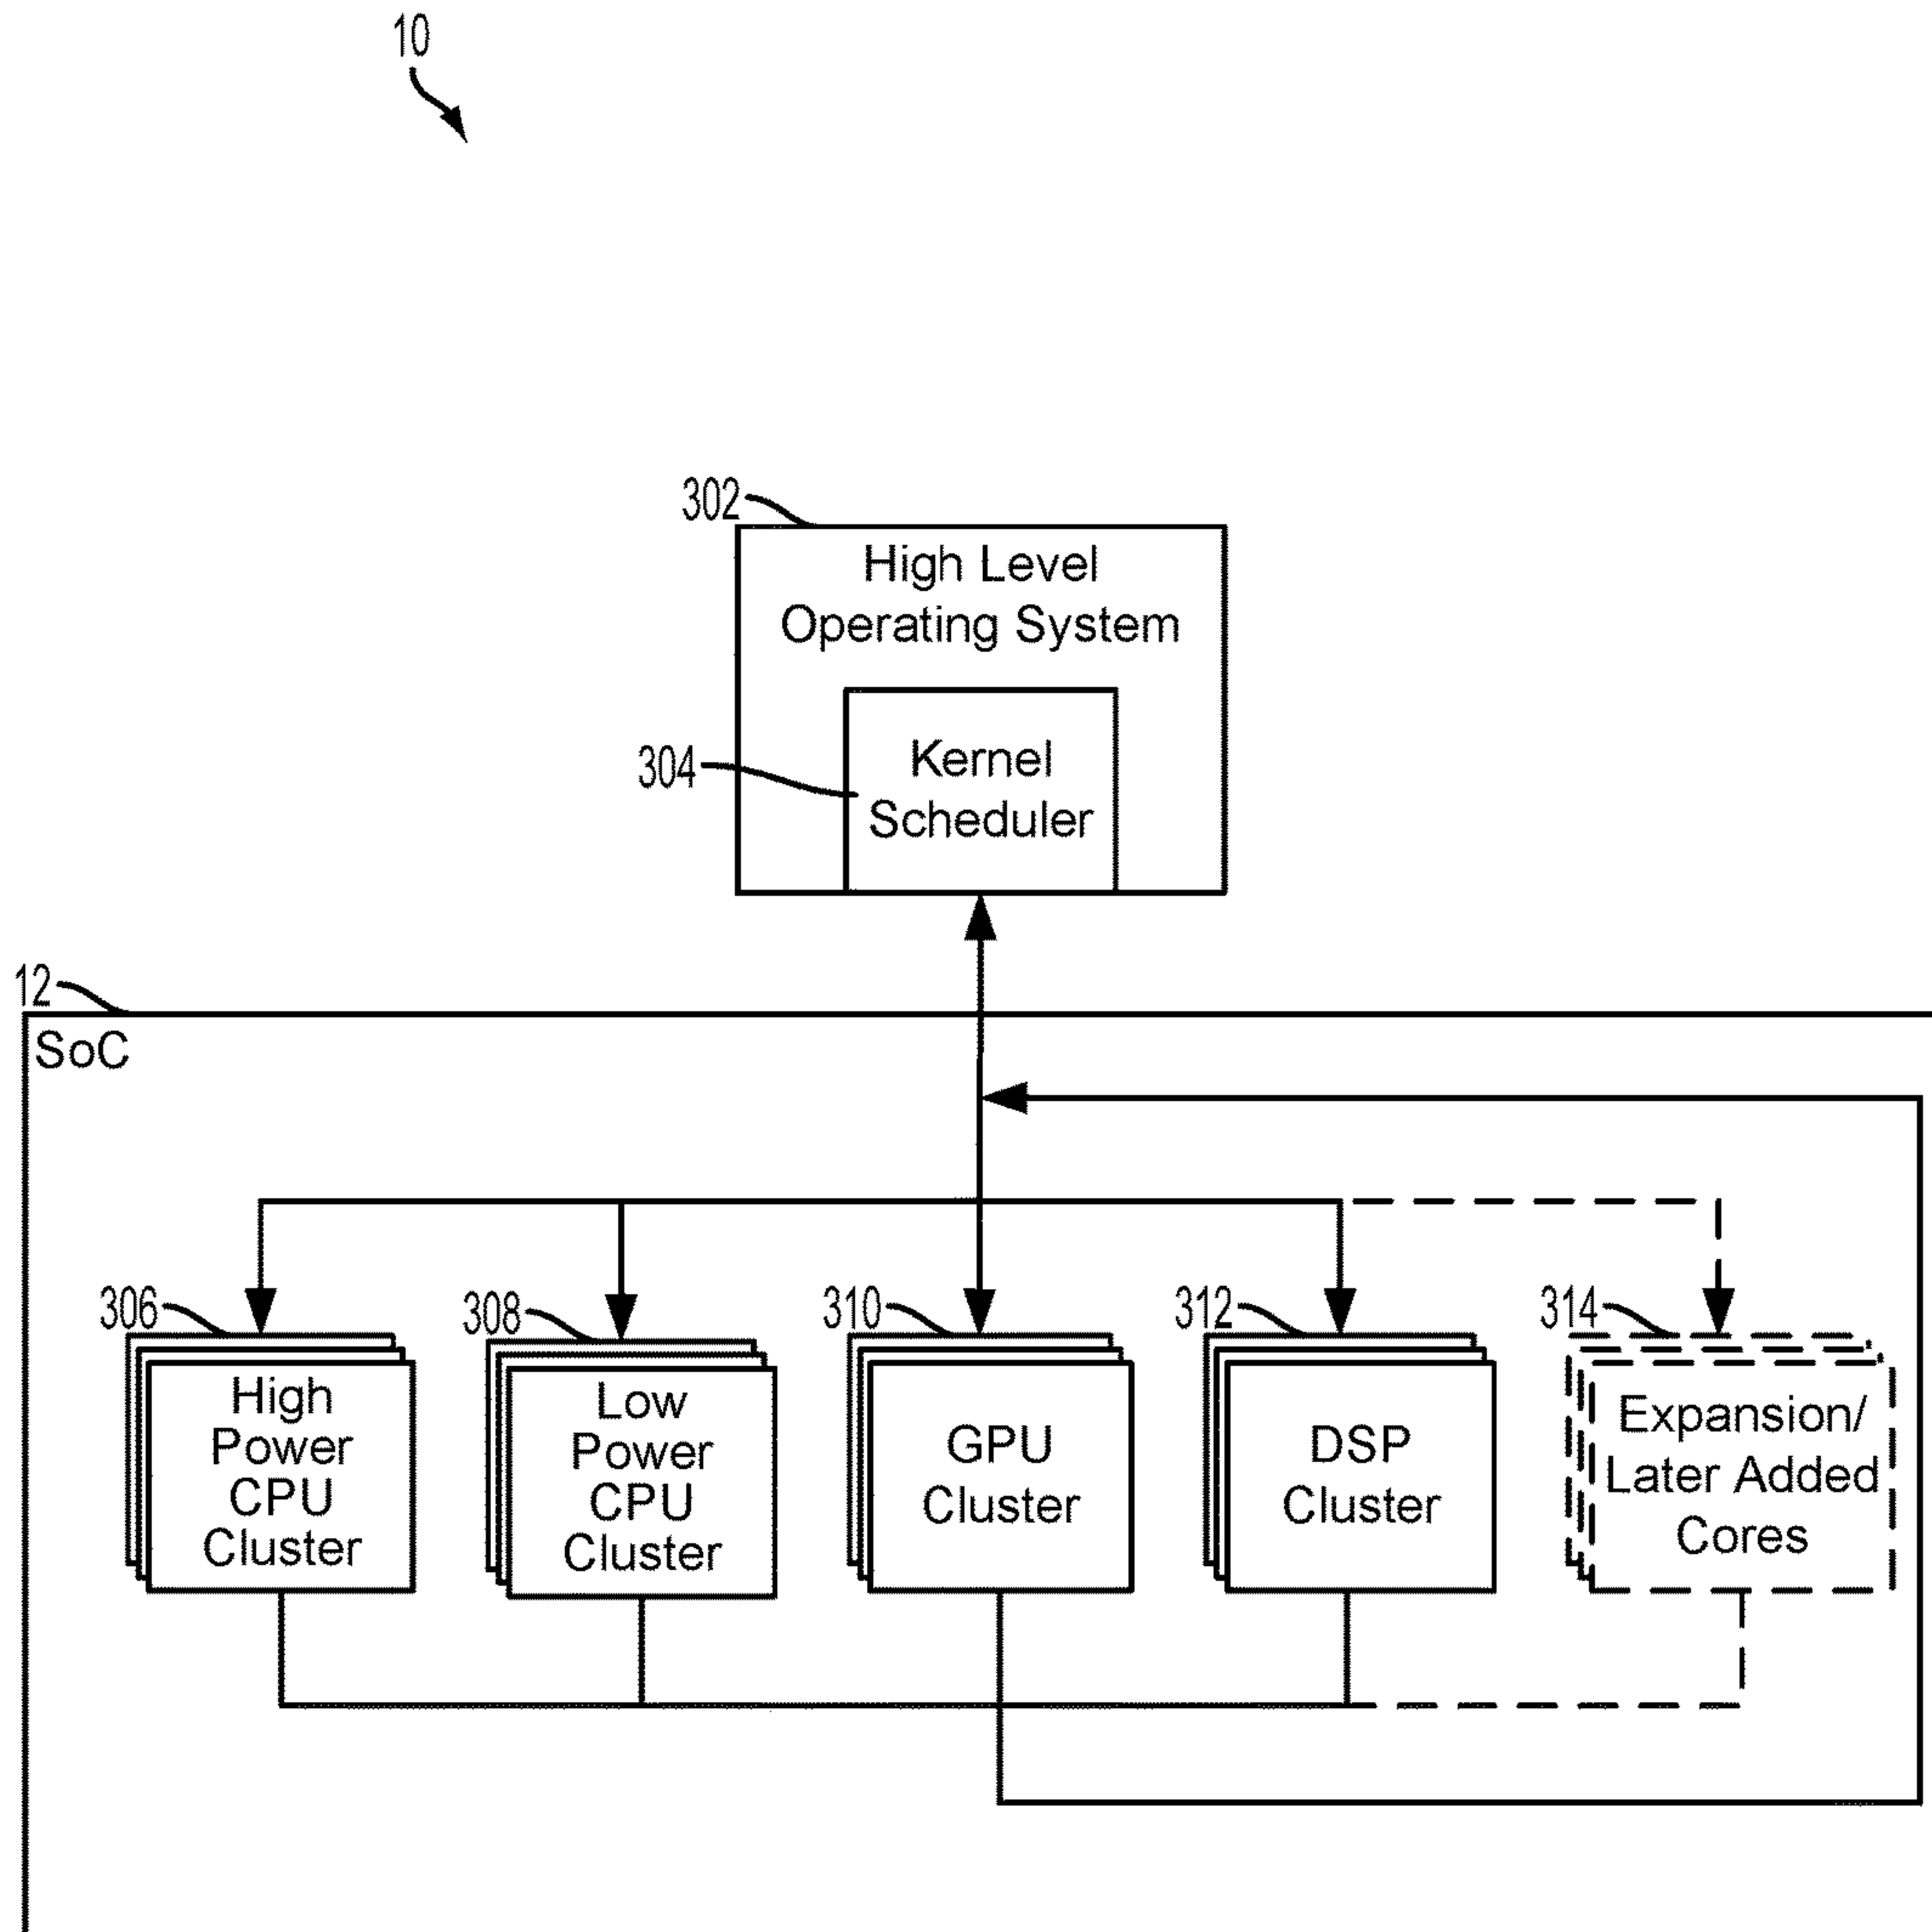 10
302
High Level
Operating System
304
Kernel
Scheduler
12
SoC
306
High
Power
CPU
Cluster
308
Low
Power
CPU
Cluster
310
GPU
Cluster
312
DSP
Cluster
314
Expansion/
Later Added
Cores